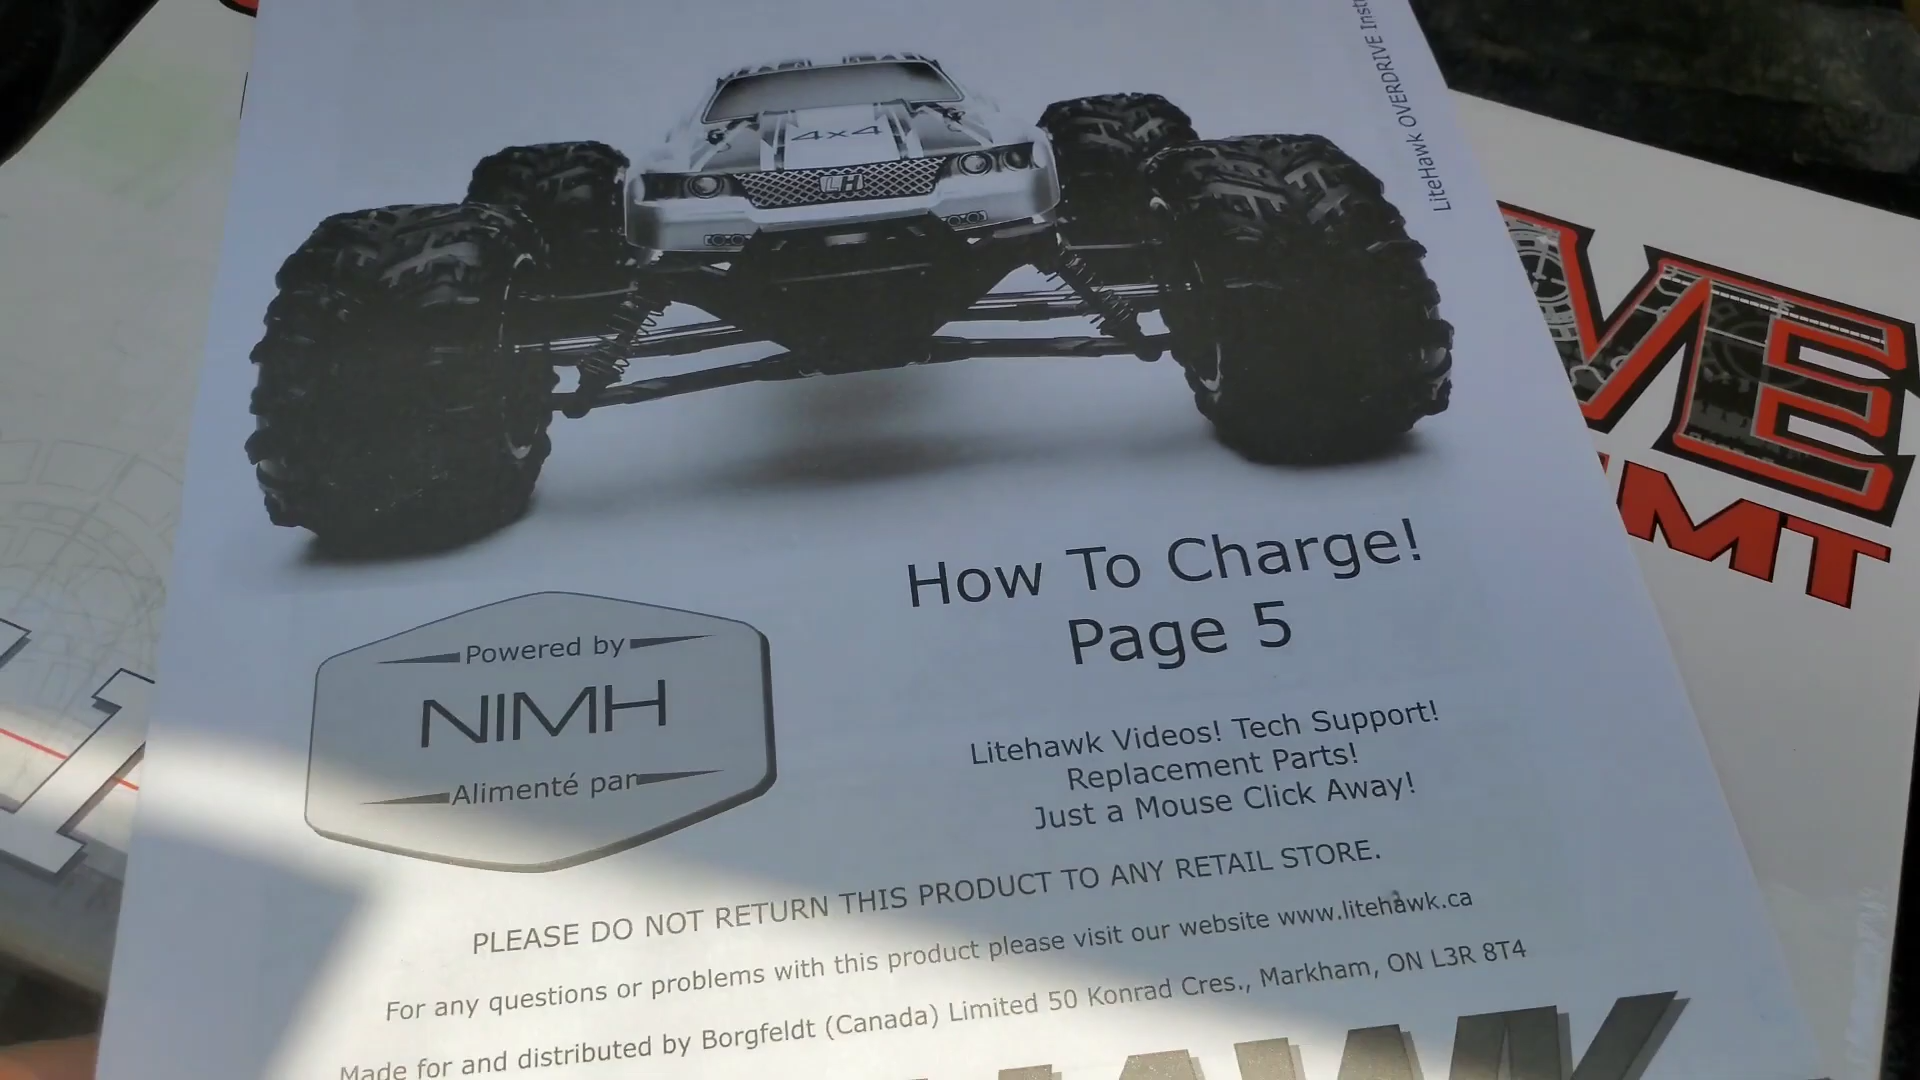 LiteHawk OVERDRIVE
4x4
LH
VE
MT
How To Charge!
Page 5
Powered by
NIMH
Alimenté par
Litehawk Videos! Tech Support!
Replacement Parts!
Just a Mouse Click Away!
PLEASE DO NOT RETURN THIS PRODUCT TO ANY RETAIL STORE.
For any questions or problems with this product please visit our website www.litehawk.ca
Made for and distributed by Borgfeldt (Canada) Limited 50 Konrad Cres., Markham, ON L3R 8T4
AWK